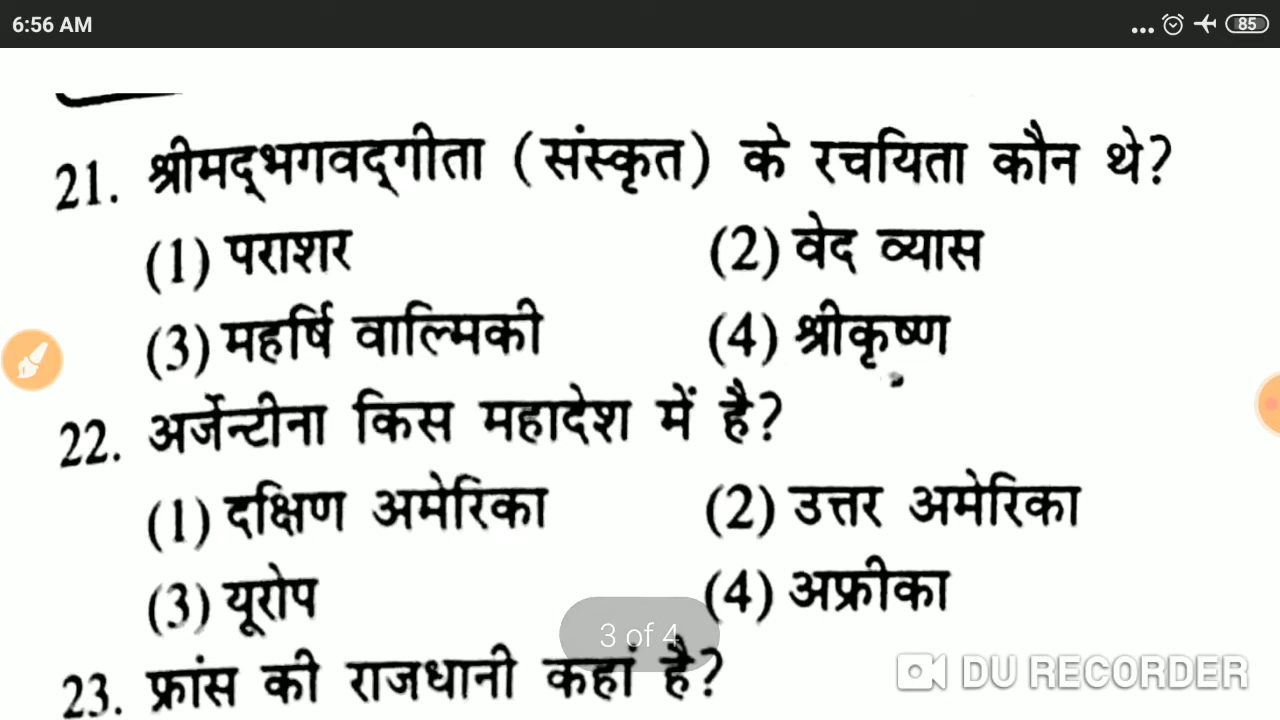 6:56 AM
85
21. श्रीमद्‌भगवद्‌गीता (संस्कृत) के रचयिता कौन थे?
(1) पराशर (2) वेद व्यास
(3) महर्षि वाल्मिकी (4) श्रीकृष्ण
22. अर्जेन्टीना किस महादेश में है?
(1) दक्षिण अमेरिका (2) उत्तर अमेरिका
(3) यूरोप (4) अफ्रीका
3 of 4
23. फ्रांस की राजधानी कहां है?
DU RECORDER